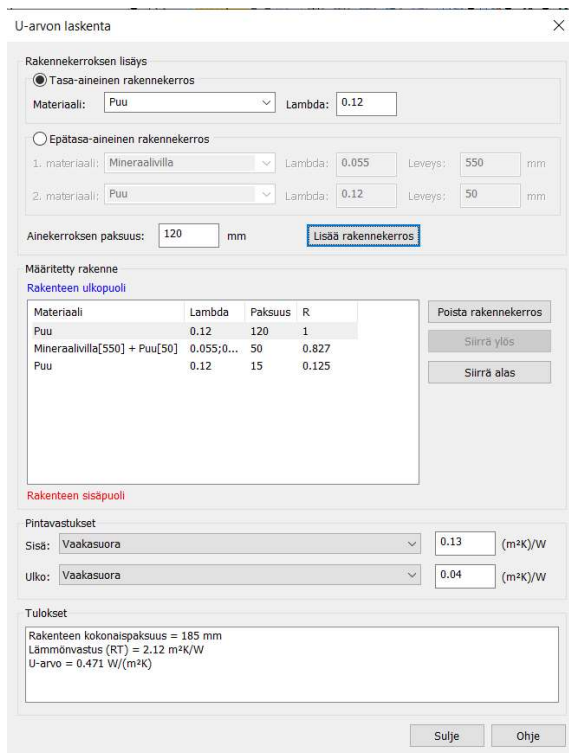 U-arvon laskenta
Rakennekerroksen lisäys
Tasa-aineinen rakennekerros
Materiaali: Puu Lambda: 0.12
Epätasa-aineinen rakennekerros
1. materiaali: Mineraalivilla Lambda: 0.055 Leveys: 550 mm
2. materiaali: Puu Lambda: 0.12 Leveys: 50 mm
Ainekerroksen paksuus: 120 mm Lisää rakennekerros
Määritetty rakenne
Rakenteen ulkopuoli
Materiaali Lambda Paksuus R
Puu 0.12 120 1
Mineraalivilla[550] + Puu[50] 0.055;0... 50 0.827
Puu 0.12 15 0.125
Poista rakennekerros
Siirrä ylös
Siirrä alas
Rakenteen sisäpuoli
Pintavastukset
Sisä: Vaakasuora 0.13 (m²K)/W
Ulko: Vaakasuora 0.04 (m²K)/W
Tulokset
Rakenteen kokonaispaksuus = 185 mm
Lämmönvastus (RT) = 2.12 m²K/W
U-arvo = 0.471 W/(m²K)
Sulje Ohje